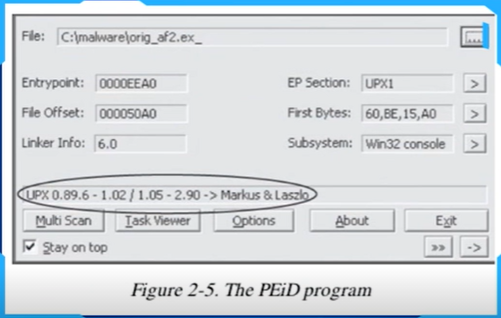 File: C:\malware\orig_af2.ex_ ...
Entrypoint: 0000EEA0 EP Section: UPX1 >
File Offset: 000050A0 First Bytes: 60,BE,15,A0 >
Linker Info: 6.0 Subsystem: Win32 console >
UPX 0.89.6 - 1.02 / 1.05 - 2.90 -> Markus & Laszlo
Multi Scan Task Viewer Options About Exit
Stay on top >> ->
Figure 2-5. The PEiD program